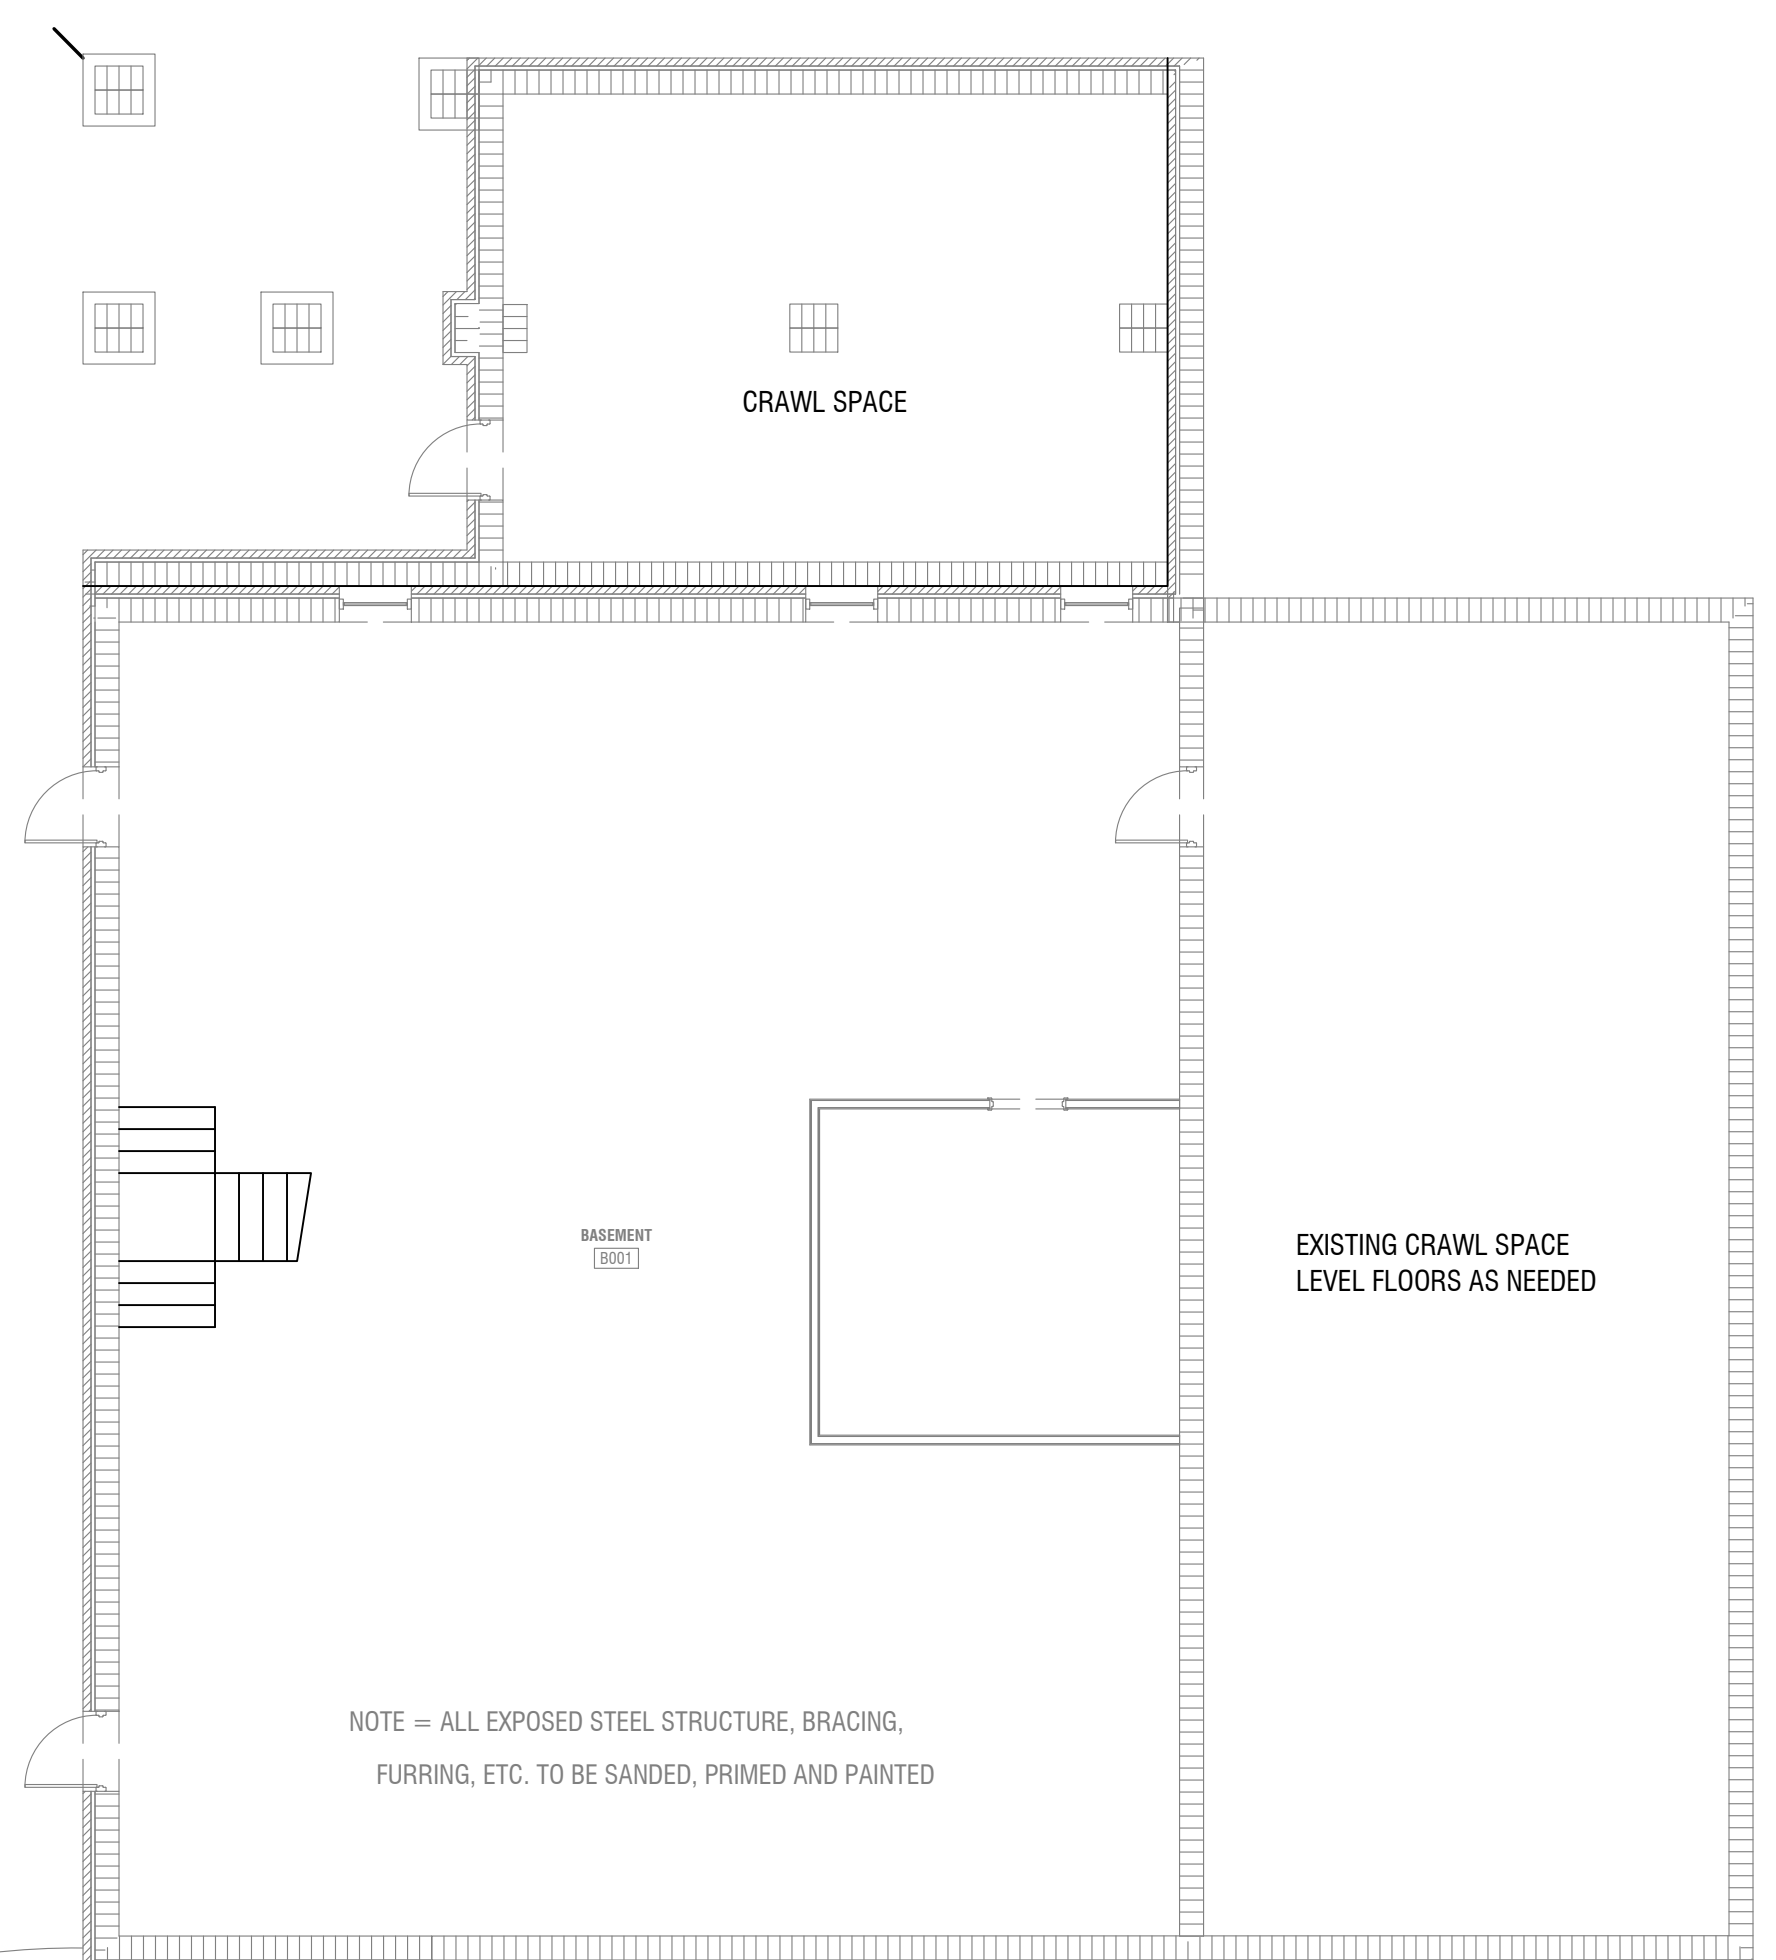 CRAWL SPACE
BASEMENT
B001
EXISTING CRAWL SPACE
LEVEL FLOORS AS NEEDED
NOTE = ALL EXPOSED STEEL STRUCTURE, BRACING,
FURRING, ETC. TO BE SANDED, PRIMED AND PAINTED